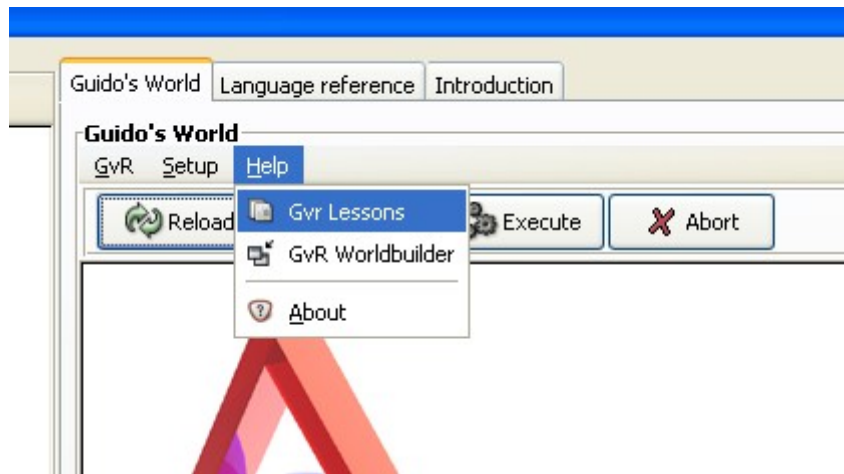 Guido's World Language reference Introduction
Guido's World
GvR Setup Help
Reload Execute Abort
Gvr Lessons
GvR Worldbuilder
About